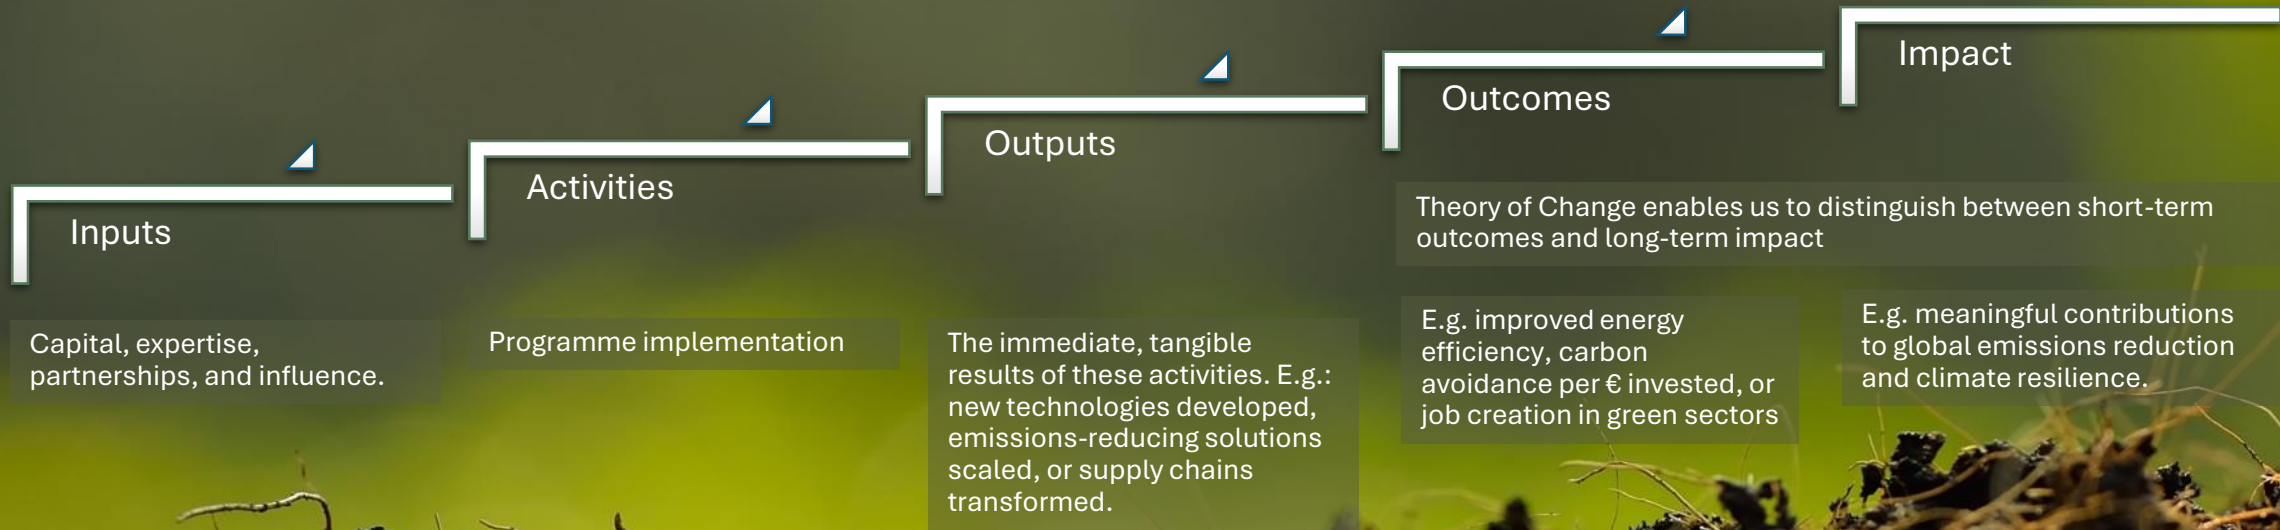 Inputs
Capital, expertise,
partnerships, and influence.
Activities
Programme implementation
Outputs
The immediate, tangible
results of these activities. E.g.:
new technologies developed,
emissions-reducing solutions
scaled, or supply chains
transformed.
Outcomes
Impact
Theory of Change enables us to distinguish between short-term
outcomes and long-term impact
E.g. improved energy
efficiency, carbon
avoidance per € invested, or
job creation in green sectors
E.g. meaningful contributions
to global emissions reduction
and climate resilience.